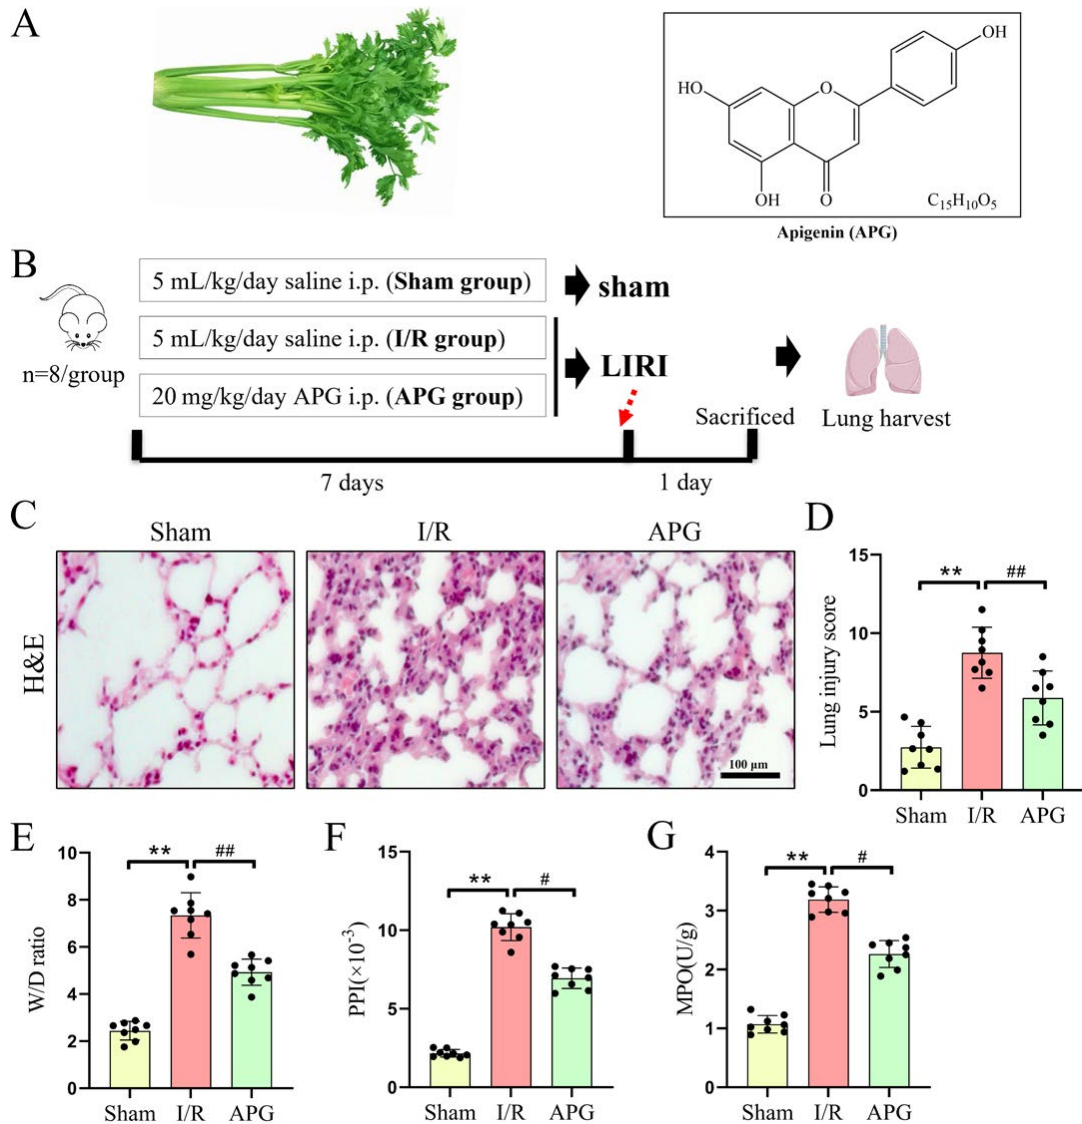 A
HO
O
OH
OH
O
C₁₅H₁₀O₅
Apigenin (APG)
B
n=8/group
5 mL/kg/day saline i.p. (Sham group)
5 mL/kg/day saline i.p. (I/R group)
20 mg/kg/day APG i.p. (APG group)
sham
LIRI
Sacrificed
Lung harvest
7 days
1 day
C
Sham
I/R
APG
H&E
100 μm
D
Lung injury score
15
10
5
0
**
##
Sham
I/R
APG
E
W/D ratio
10
8
6
4
2
0
**
##
Sham
I/R
APG
F
PPI(×10⁻³)
15
10
5
0
**
#
Sham
I/R
APG
G
MPO(U/g)
4
3
2
1
0
**
#
Sham
I/R
APG